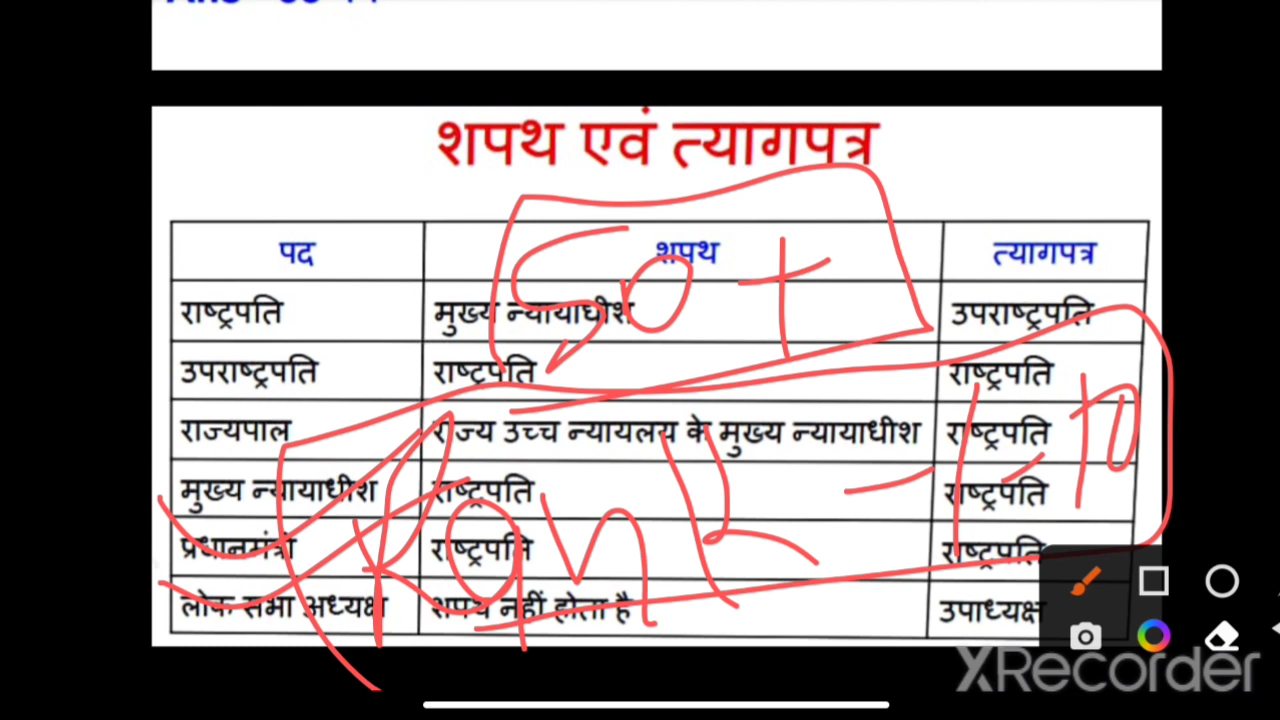 शपथ एवं त्यागपत्र
पद शपथ त्यागपत्र
राष्ट्रपति मुख्य न्यायाधीश उपराष्ट्रपति
उपराष्ट्रपति राष्ट्रपति राष्ट्रपति
राज्यपाल राज्य उच्च न्यायलय के मुख्य न्यायाधीश राष्ट्रपति
मुख्य न्यायाधीश राष्ट्रपति राष्ट्रपति
प्रधानमंत्री राष्ट्रपति राष्ट्रपति
लोक सभा अध्यक्ष शपथ नहीं होता है उपाध्यक्ष
50+
Rank - 1-10
XRecorder